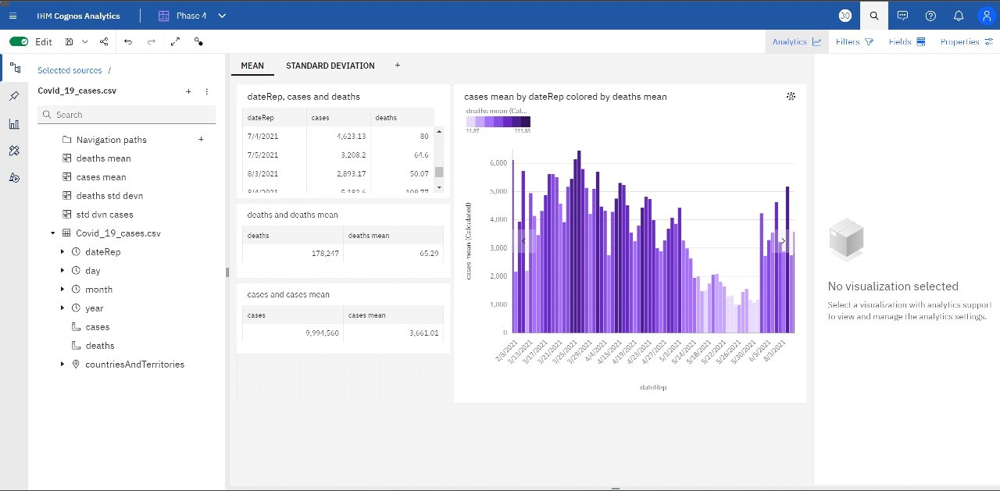 IBM Cognos Analytics
Phase 4
30
Edit
Analytics
Filters
Fields
Properties
Selected sources /
Covid_19_cases.csv
Search
Navigation paths
deaths mean
cases mean
deaths std devn
std dvn cases
Covid_19_cases.csv
dateRep
day
month
year
cases
deaths
countriesAndTerritories
MEAN STANDARD DEVIATION +
dateRep, cases and deaths
dateRep cases deaths
7/4/2021 4,623.13 80
7/5/2021 3,208.2 64.6
8/3/2021 2,893.17 50.07
8/4/2021 5,182.6 109.77
deaths and deaths mean
deaths deaths mean
178,247 65.29
cases and cases mean
cases cases mean
9,994,560 3,661.01
cases mean by dateRep colored by deaths mean
deaths mean (Cal...
11.87 111.83
cases mean (Calculated)
6,000
5,000
4,000
3,000
2,000
1,000
0
2/5/2021 3/13/2021 3/17/2021 3/21/2021 3/25/2021 3/29/2021 4/4/2021 4/15/2021 4/19/2021 4/23/2021 4/27/2021 5/3/2021 5/14/2021 5/18/2021 5/22/2021 5/26/2021 5/30/2021 6/5/2021 8/3/2021
dateRep
No visualization selected
Select a visualization with analytics support
to view and manage the analytics settings.